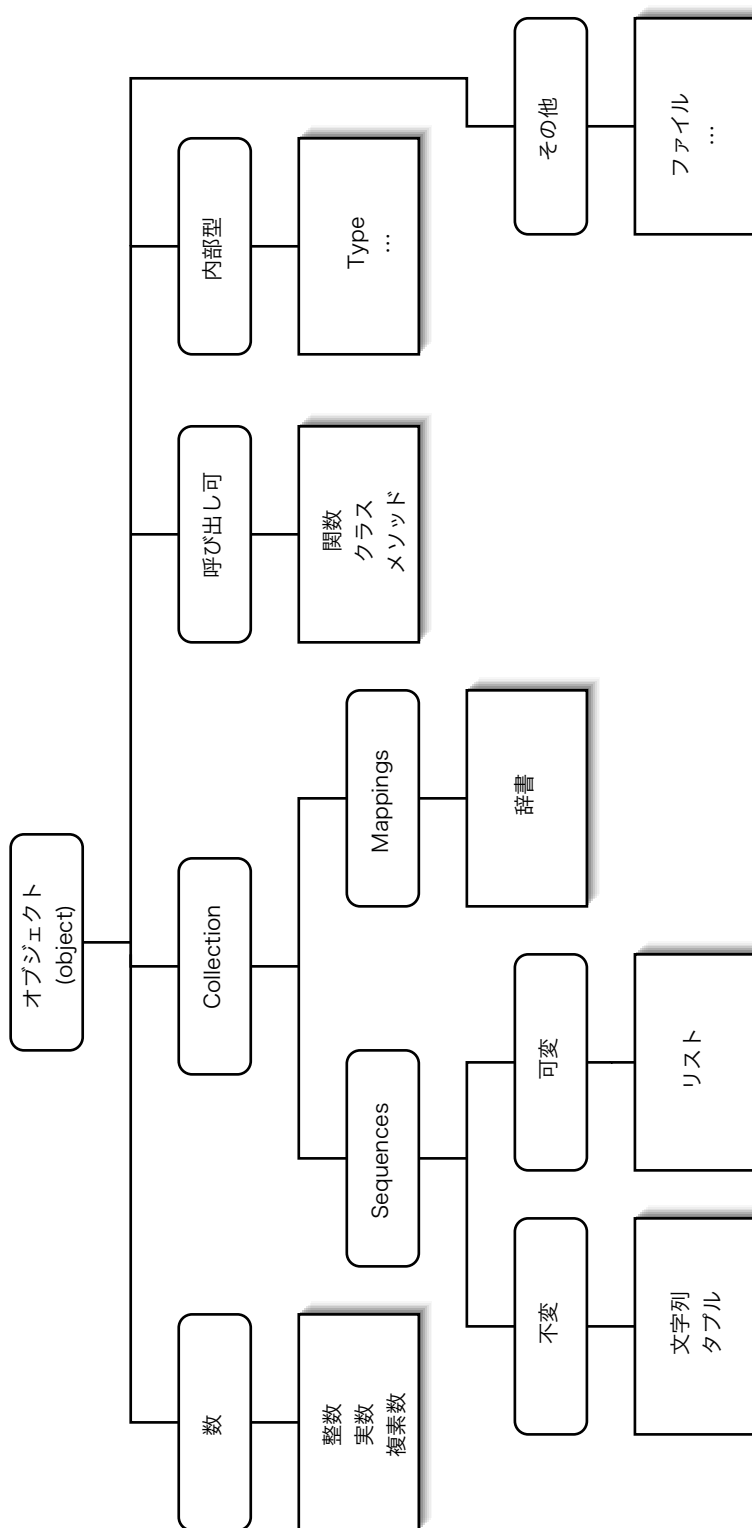 オブジェクト
(object)
数
Collection
呼び出し可
内部型
その他
整数
実数
複素数
Sequences
Mappings
関数
クラス
メソッド
Type
…
ファイル
…
不変
可変
辞書
文字列
タプル
リスト